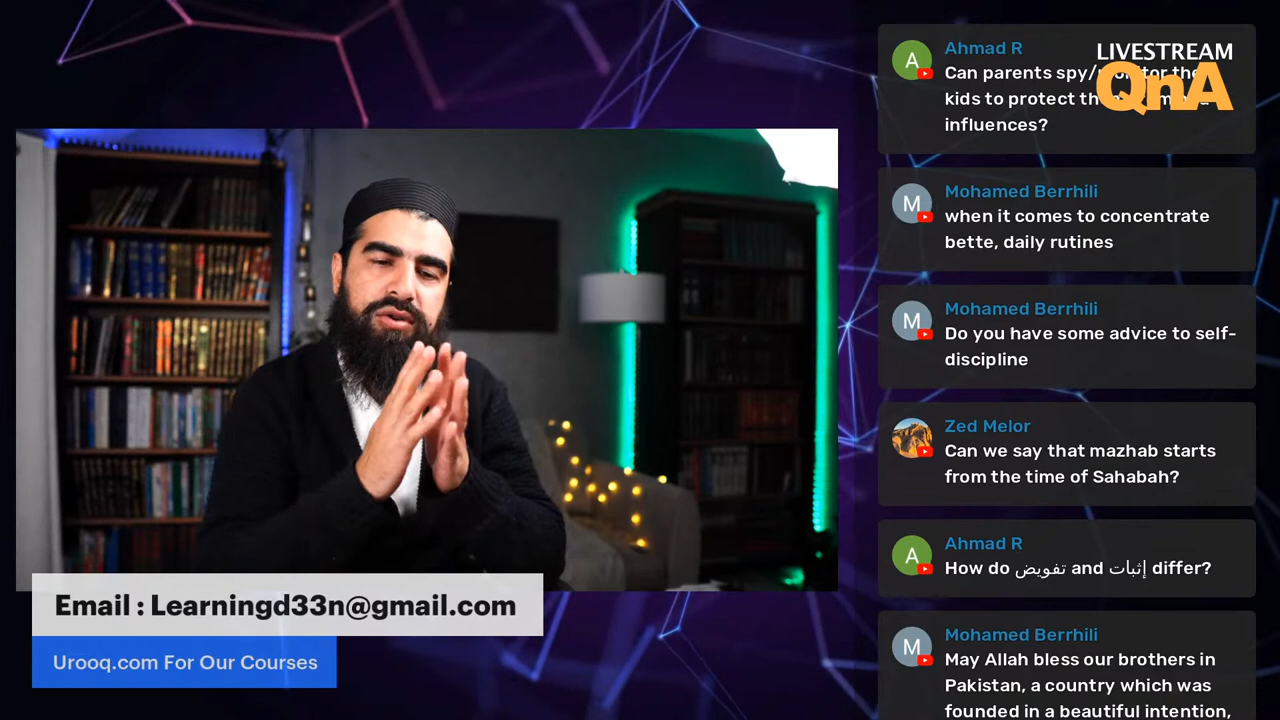 LIVESTREAM
QnA
Ahmad R
Can parents spy/
kids to protect
influences?
Mohamed Berrhili
when it comes to concentrate
bette, daily rutines
Mohamed Berrhili
Do you have some advice to self-
discipline
Zed Melor
Can we say that mazhab starts
from the time of Sahabah?
Ahmad R
How do تفويض and إثبات differ?
Mohamed Berrhili
May Allah bless our brothers in
Pakistan, a country which was
founded in a beautiful intention,
Email : Learningd33n@gmail.com
Urooq.com For Our Courses